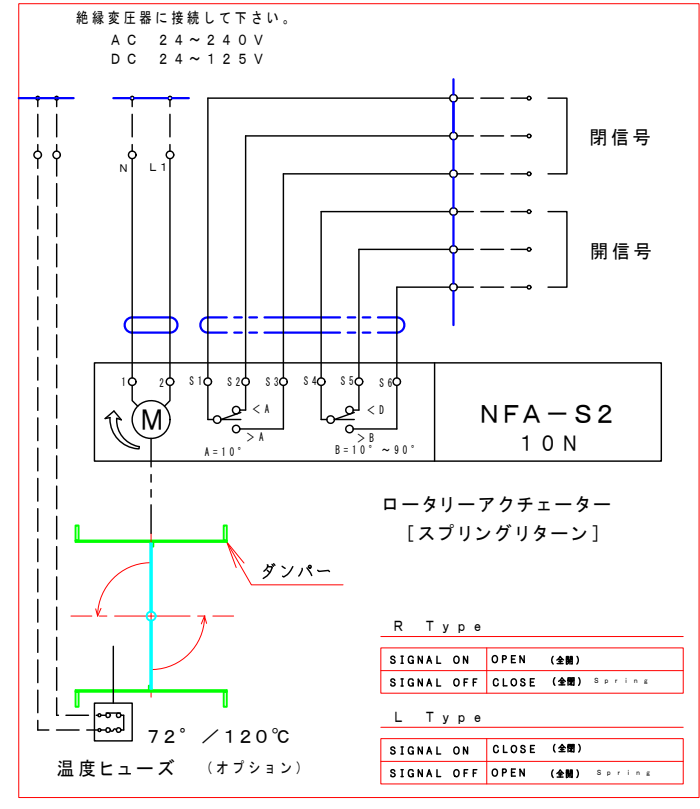 絶縁変圧器に接続して下さい。
AC 24~240V
DC 24~125V
閉信号
N L1
開信号
1 2 S1 S2 S3 S4 S5 S6
M
<A
>A
A=10°
<D
>B
B=10°~90°
NFA-S2
10N
ロータリーアクチェーター
[スプリングリターン]
ダンパー
R Type
SIGNAL ON OPEN (全開)
SIGNAL OFF CLOSE (全閉) Spring
L Type
SIGNAL ON CLOSE (全閉)
SIGNAL OFF OPEN (全開) Spring
72°/120℃
温度ヒューズ (オプション)